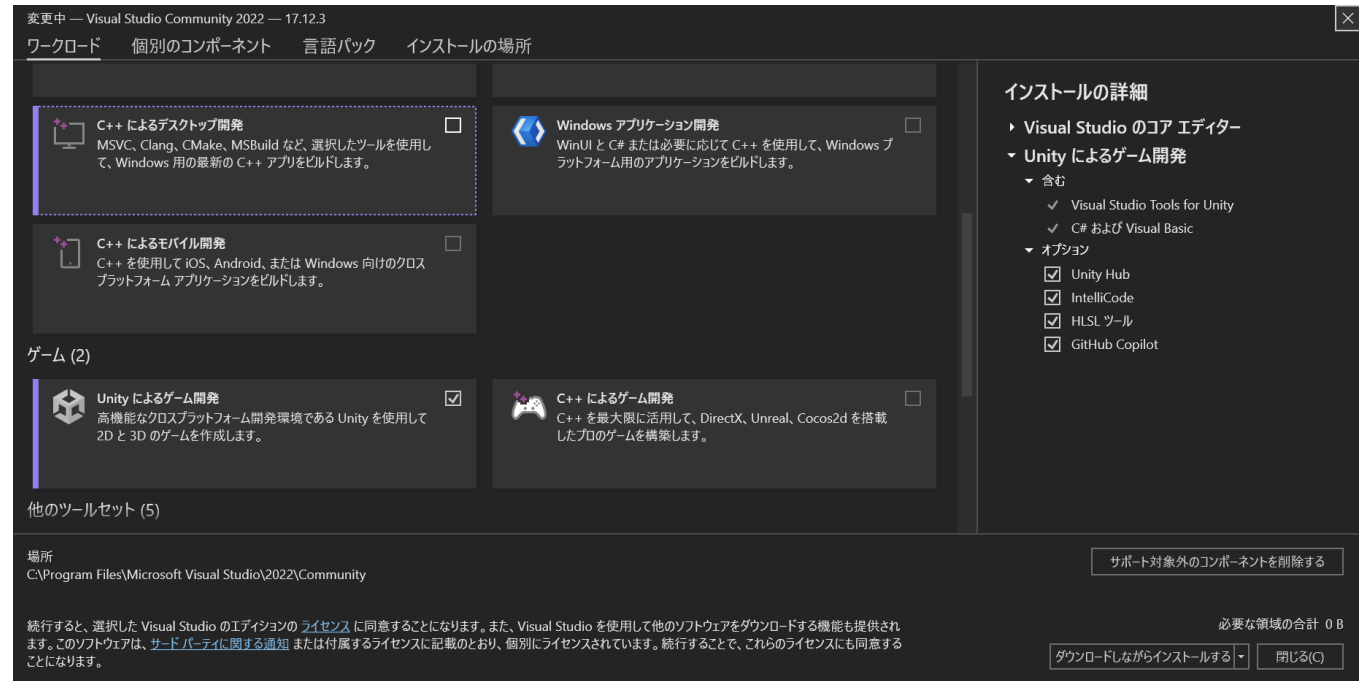 変更中 — Visual Studio Community 2022 — 17.12.3
ワークロード 個別のコンポーネント 言語パック インストールの場所
C++ によるデスクトップ開発
MSVC、Clang、CMake、MSBuild など、選択したツールを使用し
て、Windows 用の最新の C++ アプリをビルドします。
Windows アプリケーション開発
WinUI と C# または必要に応じて C++ を使用して、Windows プ
ラットフォーム用のアプリケーションをビルドします。
C++ によるモバイル開発
C++ を使用して iOS、Android、または Windows 向けのクロス
プラットフォーム アプリケーションをビルドします。
ゲーム (2)
Unity によるゲーム開発
高機能なクロスプラットフォーム開発環境である Unity を使用して
2D と 3D のゲームを作成します。
C++ によるゲーム開発
C++ を最大限に活用して、DirectX、Unreal、Cocos2d を搭載
したプロのゲームを構築します。
他のツールセット (5)
インストールの詳細
Visual Studio のコア エディター
Unity によるゲーム開発
含む
Visual Studio Tools for Unity
C# および Visual Basic
オプション
Unity Hub
IntelliCode
HLSL ツール
GitHub Copilot
場所
C:\Program Files\Microsoft Visual Studio\2022\Community
サポート対象外のコンポーネントを削除する
続行すると、選択した Visual Studio のエディションの ライセンス に同意することになります。また、Visual Studio を使用して他のソフトウェアをダウンロードする機能も提供され
ます。このソフトウェアは、サード パーティに関する通知 または付属するライセンスに記載のとおり、個別にライセンスされています。続行することで、これらのライセンスにも同意する
ことになります。
必要な領域の合計 0 B
ダウンロードしながらインストールする 閉じる(C)